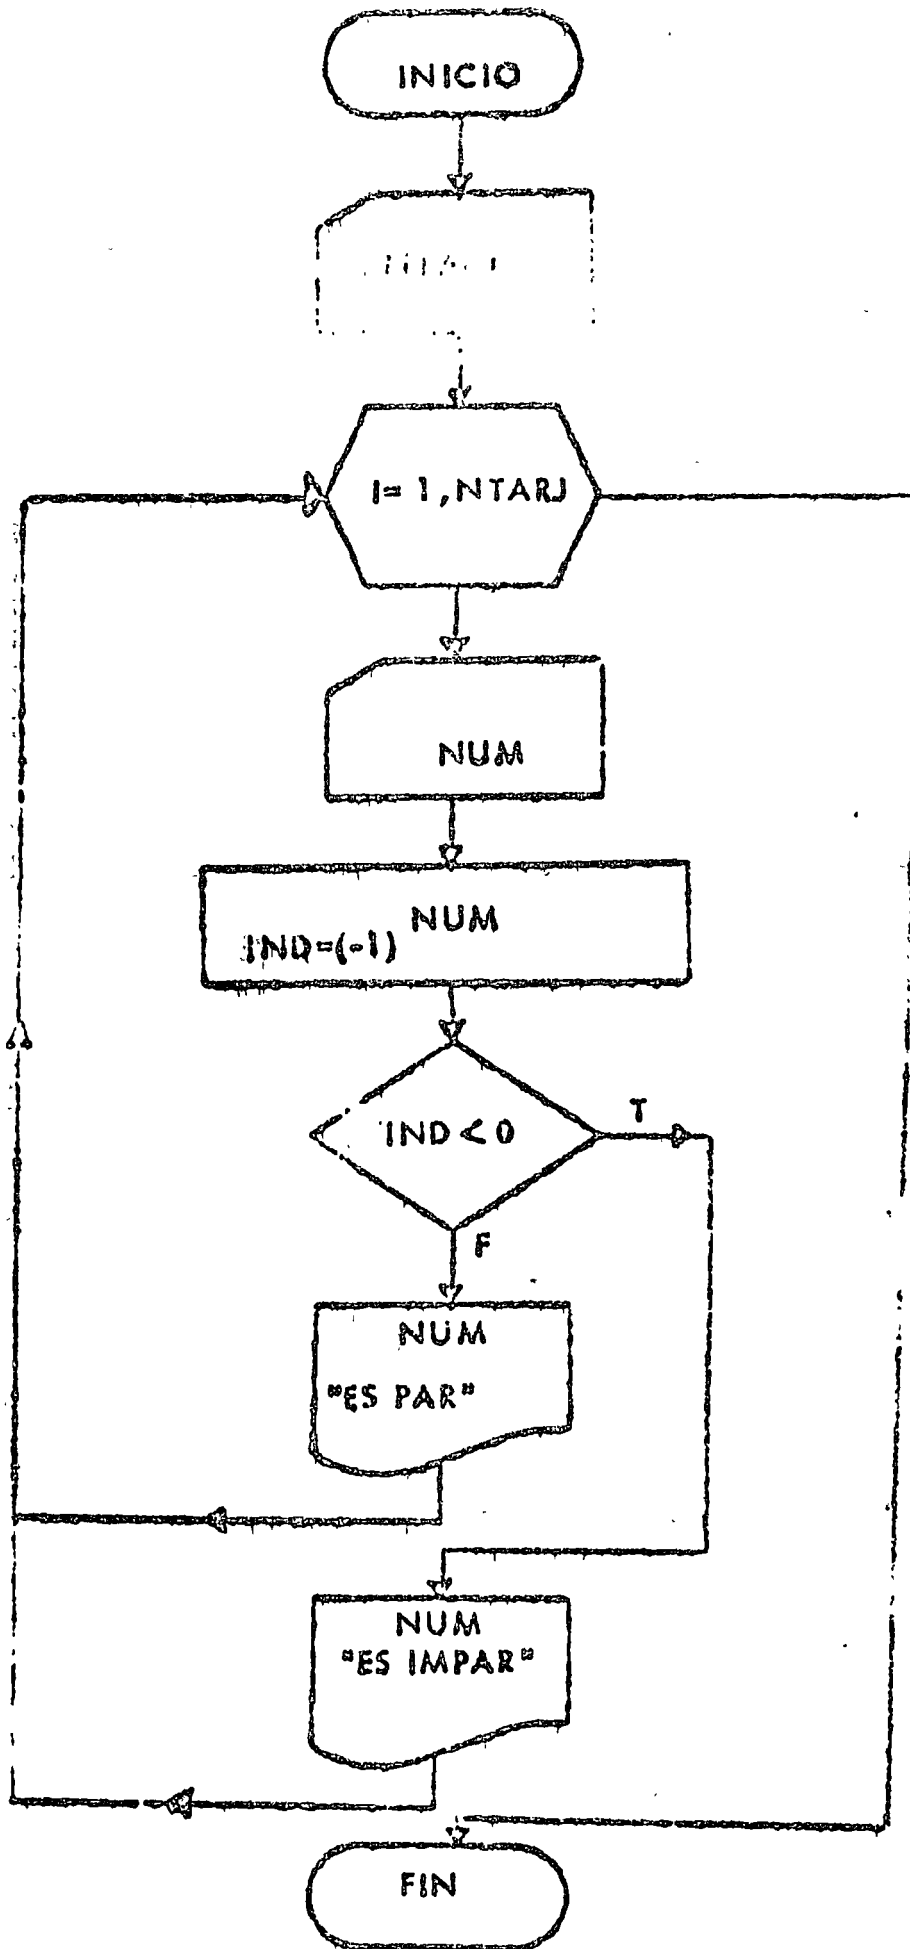 INICIO
I= 1, NTARJ
NUM
NUM
IND=(-1)
IND < 0
T
F
NUM
"ES PAR"
NUM
"ES IMPAR"
FIN